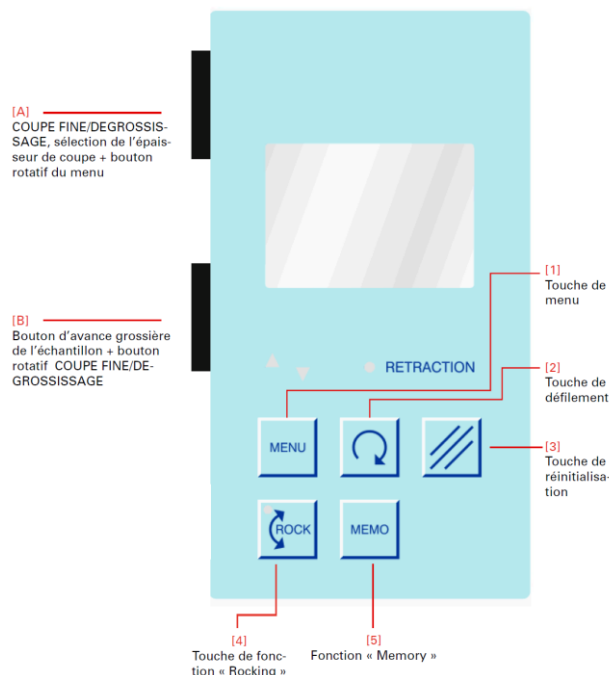 [A]
COUPE FINE/DEGROSSIS-
SAGE, sélection de l'épais-
seur de coupe + bouton
rotatif du menu
[B]
Bouton d'avance grossière
de l'échantillon + bouton
rotatif COUPE FINE/DE-
GROSSISSAGE
[1]
Touche de
menu
RETRACTION
[2]
Touche de
défilement
MENU
[3]
Touche de
réinitialisa-
tion
ROCK
MEMO
[4]
Touche de fonc-
tion « Rocking »
[5]
Fonction « Memory »